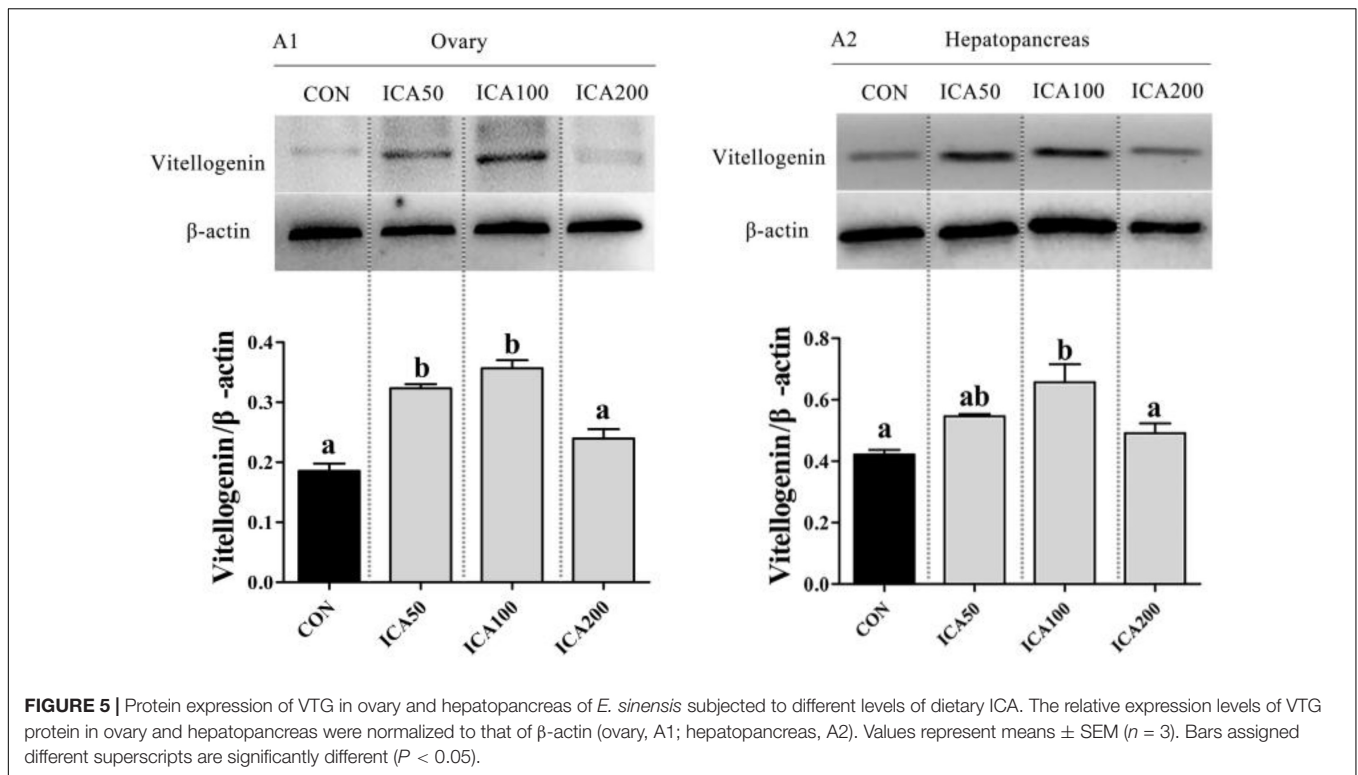 A1 Ovary
CON ICA50 ICA100 ICA200
Vitellogenin
β-actin
Vitellogenin/β -actin
0.4
0.3
0.2
0.1
0.0
a
b
b
a
CON
ICA50
ICA100
ICA200
A2 Hepatopancreas
CON ICA50 ICA100 ICA200
Vitellogenin
β-actin
Vitellogenin/β -actin
0.8
0.6
0.4
0.2
0.0
a
ab
b
a
CON
ICA50
ICA100
ICA200
FIGURE 5 | Protein expression of VTG in ovary and hepatopancreas of E. sinensis subjected to different levels of dietary ICA. The relative expression levels of VTG
protein in ovary and hepatopancreas were normalized to that of β-actin (ovary, A1; hepatopancreas, A2). Values represent means ± SEM (n = 3). Bars assigned
different superscripts are significantly different (P < 0.05).